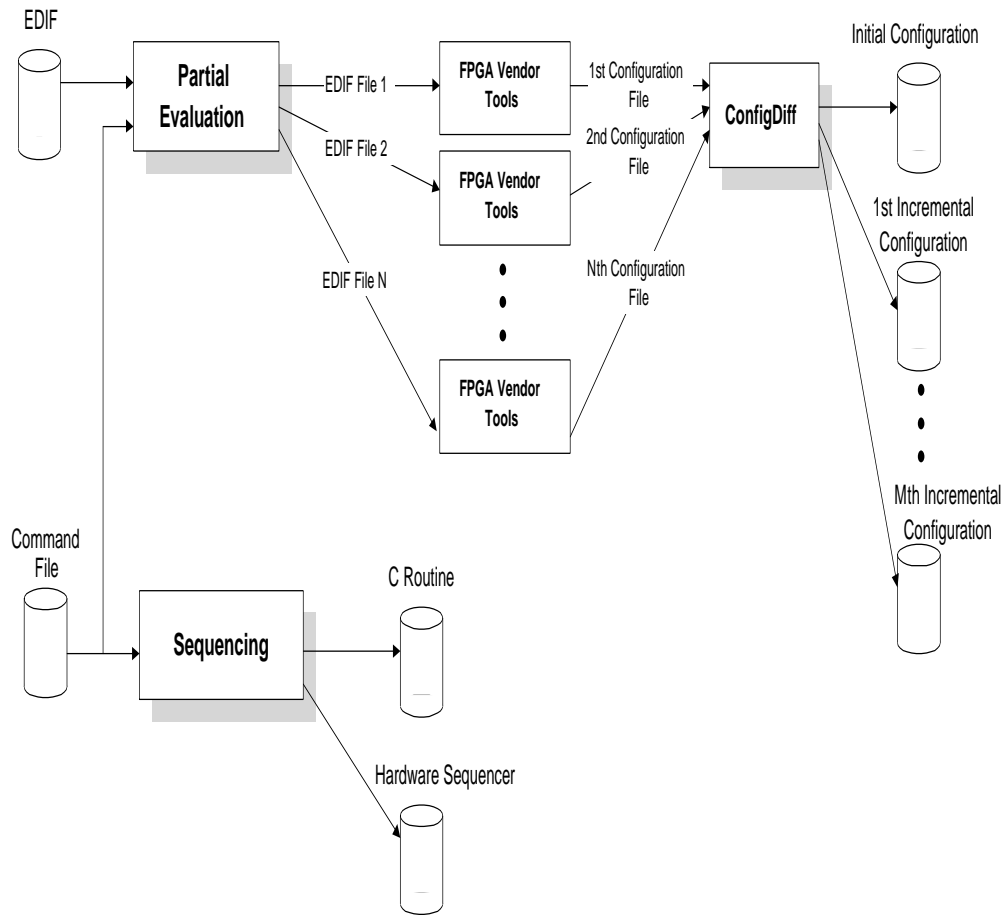 EDIF
Partial
Evaluation
EDIF File 1
EDIF File 2
EDIF File N
FPGA Vendor
Tools
FPGA Vendor
Tools
FPGA Vendor
Tools
1st Configuration
File
2nd Configuration
File
Nth Configuration
File
ConfigDiff
Initial Configuration
1st Incremental
Configuration
Mth Incremental
Configuration
Command
File
Sequencing
C Routine
Hardware Sequencer